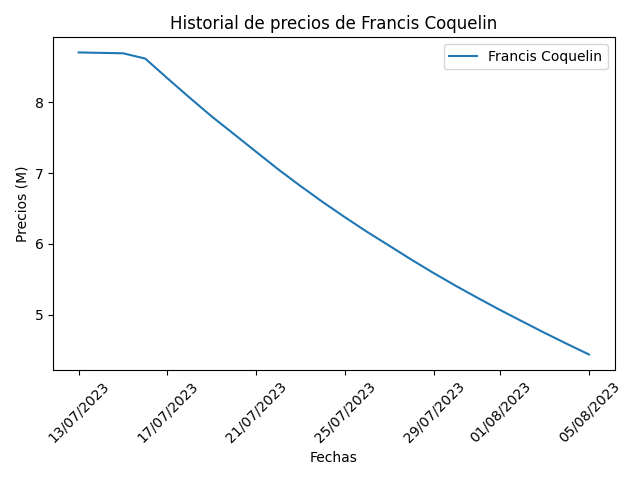 Historial de precios de Francis Coquelin
Francis Coquelin
Precios (M)
8
7
6
5
13/07/2023
17/07/2023
21/07/2023
25/07/2023
29/07/2023
01/08/2023
05/08/2023
Fechas